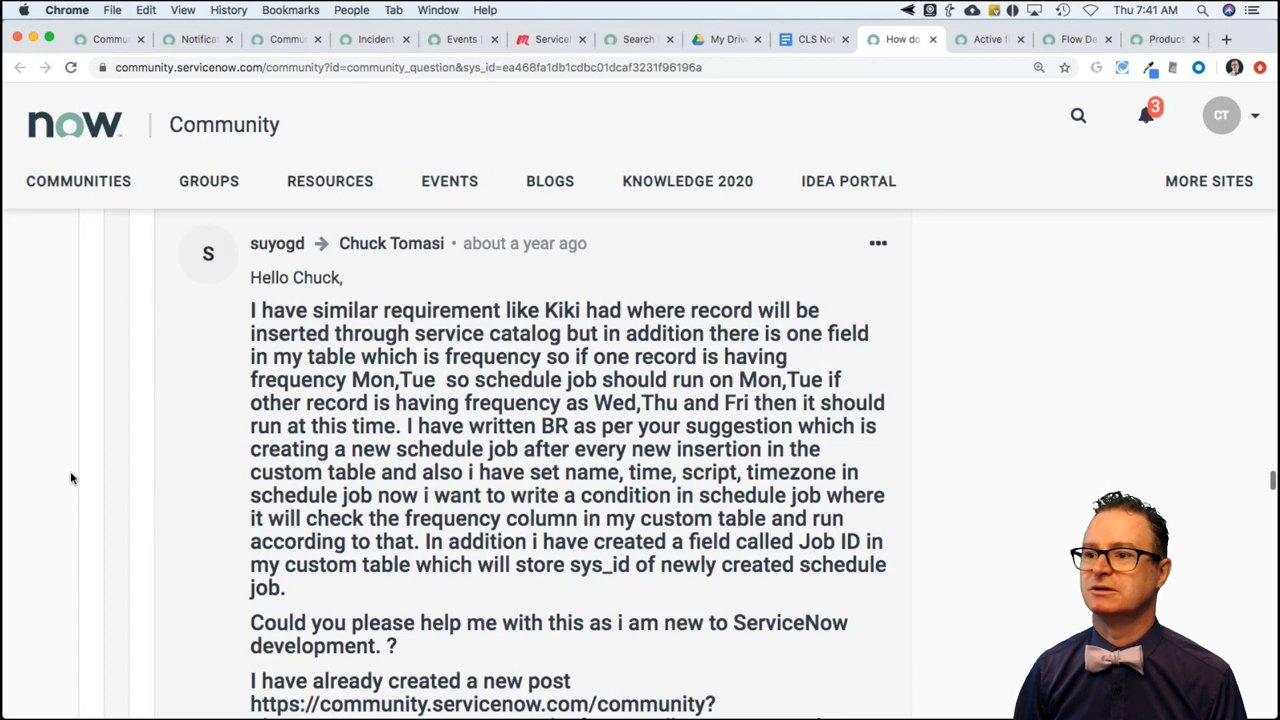 Chrome File Edit View History Bookmarks People Tab Window Help Thu 7:41 AM
Commu Notificat Commu Incident Events ServiceN Search My Drive CLS Not How do Active f Flow De Product
community.servicenow.com/community?id=community_question&sys_id=ea468fa1db1cdbc01dcaf3231f96196a
now Community 3 CT
COMMUNITIES GROUPS RESOURCES EVENTS BLOGS KNOWLEDGE 2020 IDEA PORTAL MORE SITES
S suyogd Chuck Tomasi • about a year ago
Hello Chuck,
I have similar requirement like Kiki had where record will be
inserted through service catalog but in addition there is one field
in my table which is frequency so if one record is having
frequency Mon,Tue so schedule job should run on Mon,Tue if
other record is having frequency as Wed,Thu and Fri then it should
run at this time. I have written BR as per your suggestion which is
creating a new schedule job after every new insertion in the
custom table and also i have set name, time, script, timezone in
schedule job now i want to write a condition in schedule job where
it will check the frequency column in my custom table and run
according to that. In addition i have created a field called Job ID in
my custom table which will store sys_id of newly created schedule
job.
Could you please help me with this as i am new to ServiceNow
development. ?
I have already created a new post
https://community.servicenow.com/community?